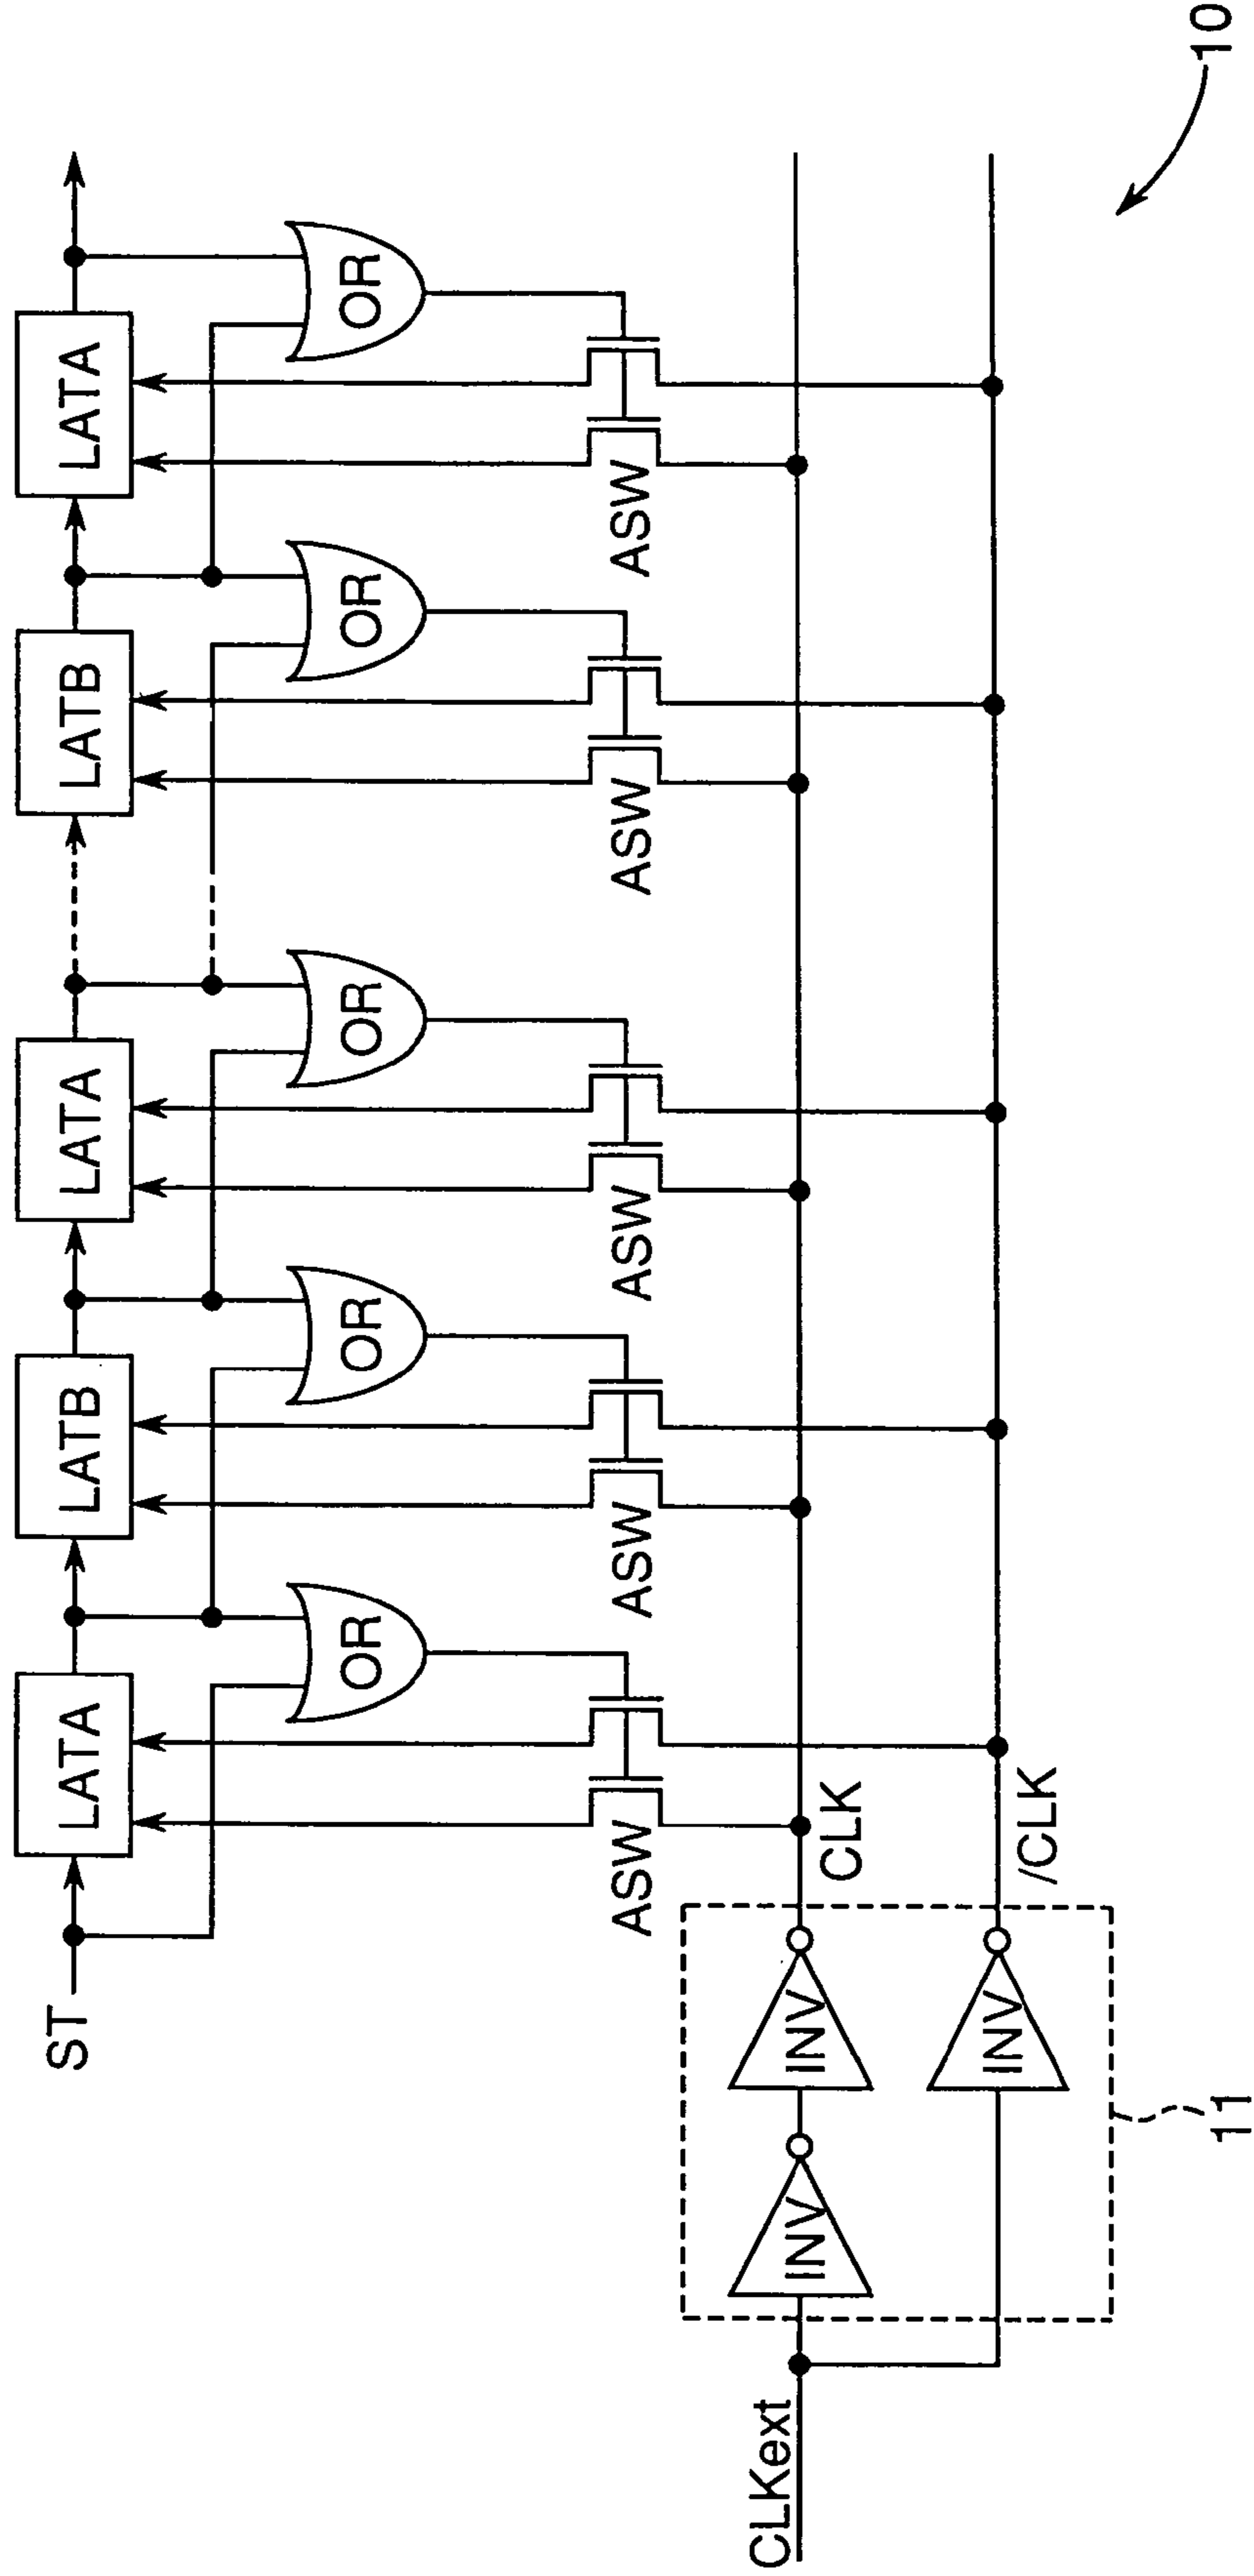 10
LATA
LATB
LATA
LATB
LATA
ST
OR
OR
OR
OR
OR
ASW
ASW
ASW
ASW
ASW
CLK
/CLK
INV
INV
INV
CLKext
11